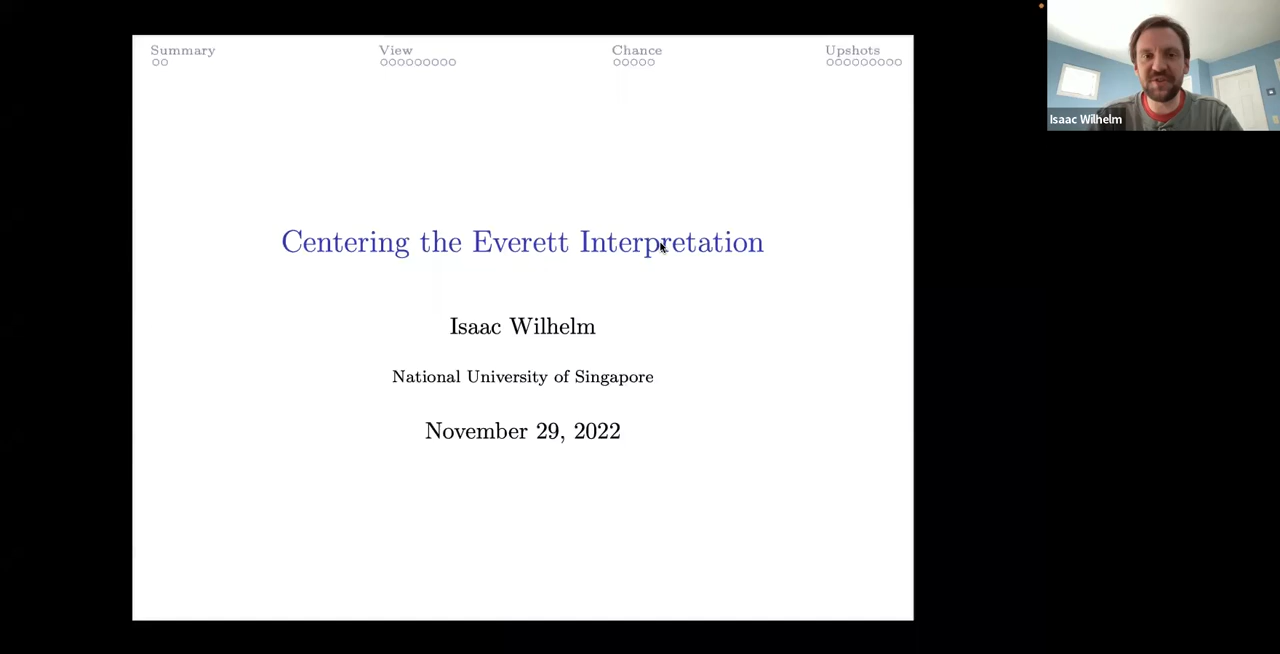 Summary
View
Chance
Upshots
Centering the Everett Interpretation
Isaac Wilhelm
National University of Singapore
November 29, 2022
Isaac Wilhelm